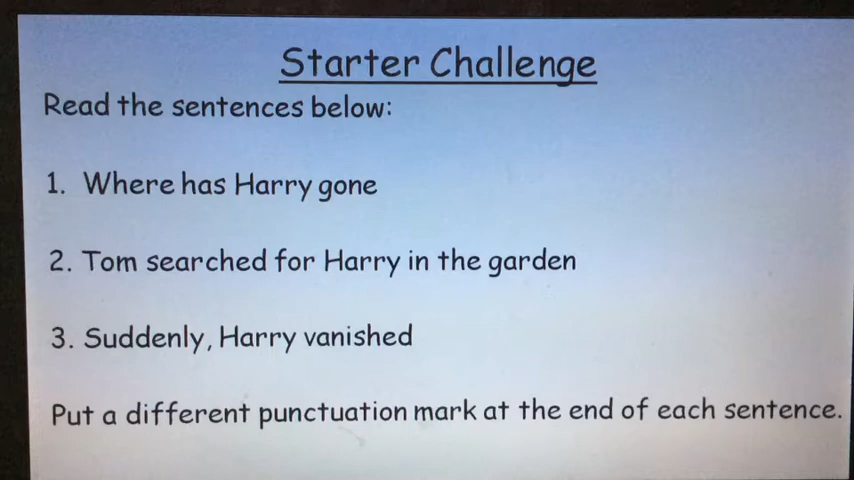 Starter Challenge
Read the sentences below:
1. Where has Harry gone
2. Tom searched for Harry in the garden
3. Suddenly, Harry vanished
Put a different punctuation mark at the end of each sentence.